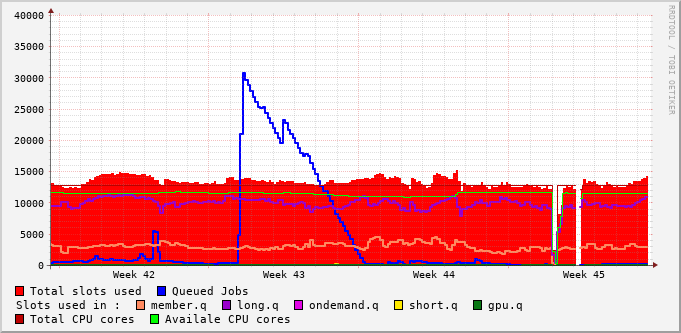 40000
35000
30000
25000
20000
15000
10000
5000
0
Week 42 Week 43 Week 44 Week 45
RRDTOOL / TOBI OETIKER
Total slots used Queued Jobs
Slots used in : member.q long.q ondemand.q short.q gpu.q
Total CPU cores Availale CPU cores